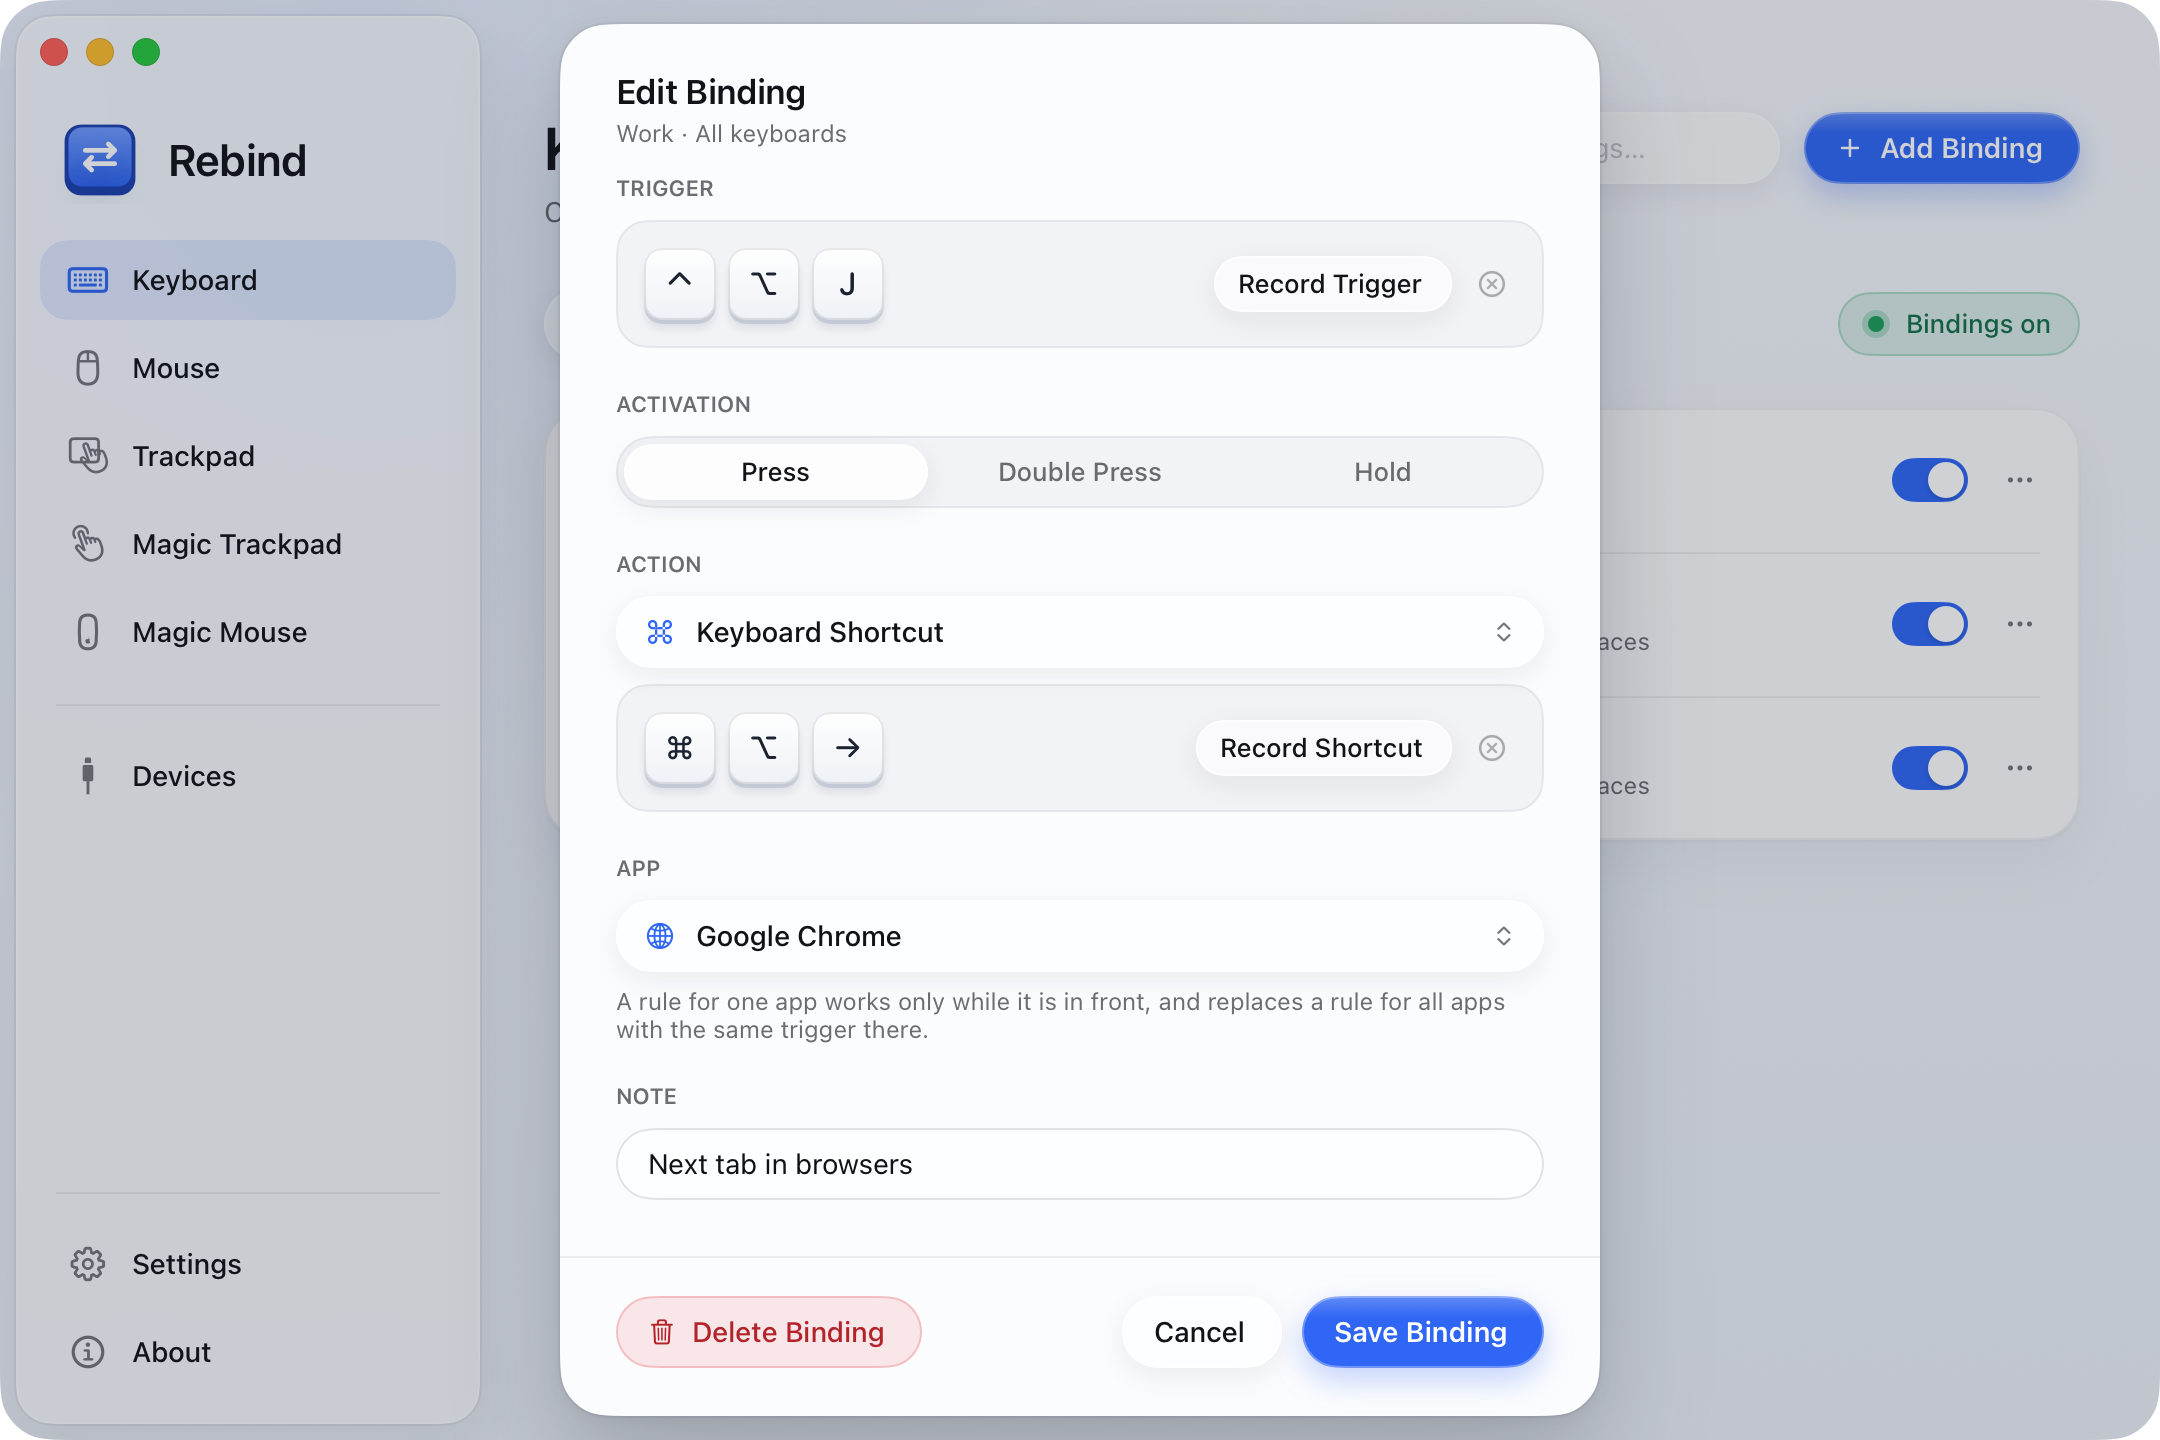 Rebind
Keyboard
Mouse
Trackpad
Magic Trackpad
Magic Mouse
Devices
Settings
About
Edit Binding
Work · All keyboards
TRIGGER
^ ⌥ J
Record Trigger
ACTIVATION
Press Double Press Hold
ACTION
Keyboard Shortcut
⌘ ⌥ →
Record Shortcut
APP
Google Chrome
A rule for one app works only while it is in front, and replaces a rule for all apps
with the same trigger there.
NOTE
Next tab in browsers
Delete Binding
Cancel
Save Binding
+ Add Binding
Bindings on